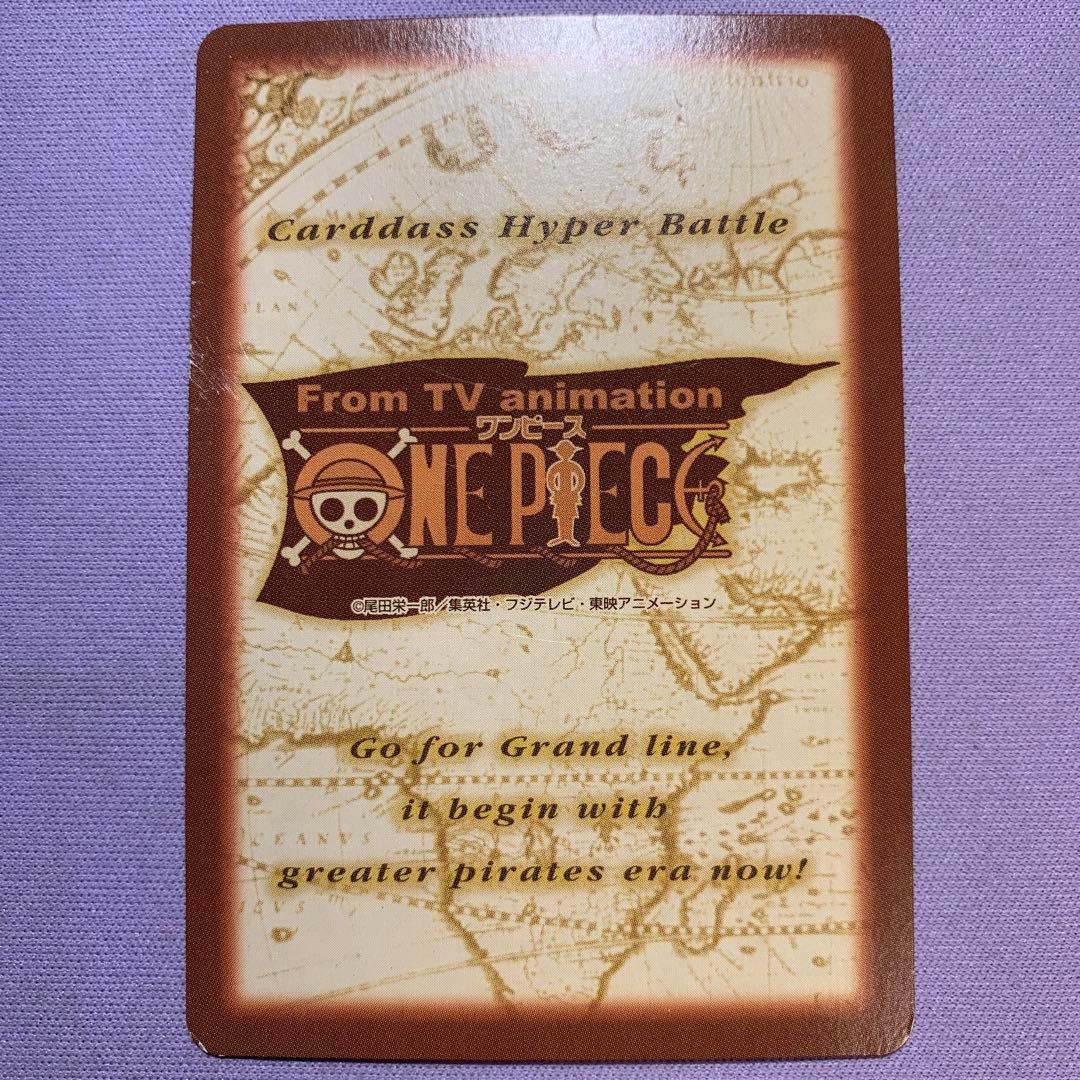 Carddass Hyper Battle
TLAN
From TV animation
ワンピース
ONE PIECE
©尾田栄一郎／集英社・フジテレビ・東映アニメーション
Go for Grand line,
it begin with
CEANVS
greater pirates era now!